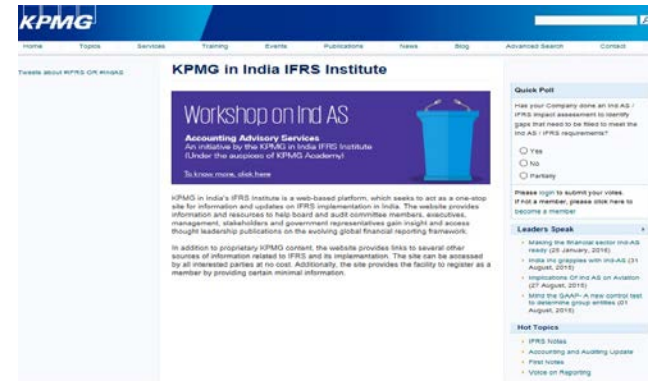 KPMG
Home Topics Services Training Events Publications News Blog Advanced Search Contact
Tweets about #IFRS OR #IndAS
KPMG in India IFRS Institute
Workshop on Ind AS
Accounting Advisory Services
An initiative by the KPMG in India IFRS Institute
(Under the auspices of KPMG Academy)
To know more, click here
KPMG in India's IFRS Institute is a web-based platform, which seeks to act as a one-stop
site for information and updates on IFRS implementation in India. The website provides
information and resources to help board and audit committee members, executives,
management, stakeholders and government representatives gain insight and access
thought leadership publications on the evolving global financial reporting framework.
In addition to proprietary KPMG content, the website provides links to several other
sources of information related to IFRS and its implementation. The site can be accessed
by all interested parties at no cost. Additionally, the site provides the facility to register as a
member by providing certain minimal information.
Quick Poll
Has your Company done an Ind AS /
IFRS impact assessment to identify
gaps that need to be filled to meet the
Ind AS / IFRS requirements?
Yes
No
Partially
Please login to submit your votes.
If not a member, please click here to
become a member
Leaders Speak
Making the financial sector Ind-AS
ready (25 January, 2016)
India Inc grapples with Ind-AS (31
August, 2015)
Implications Of Ind AS on Aviation
(27 August, 2015)
Mind the GAAP- A new control test
to determine group entities (01
August, 2015)
Hot Topics
IFRS Notes
Accounting and Auditing Update
First Notes
Voice on Reporting